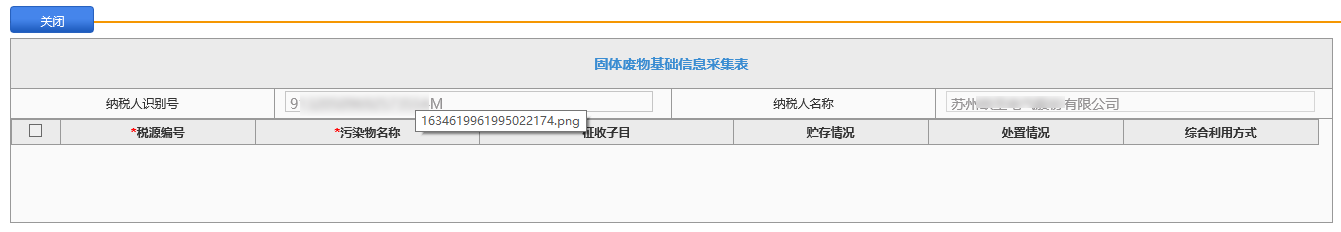 关闭
固体废物基础信息采集表
纳税人识别号 9 M 纳税人名称 苏州 有限公司
1634619961995022174.png
*税源编号 *污染物名称 征收子目 贮存情况 处置情况 综合利用方式